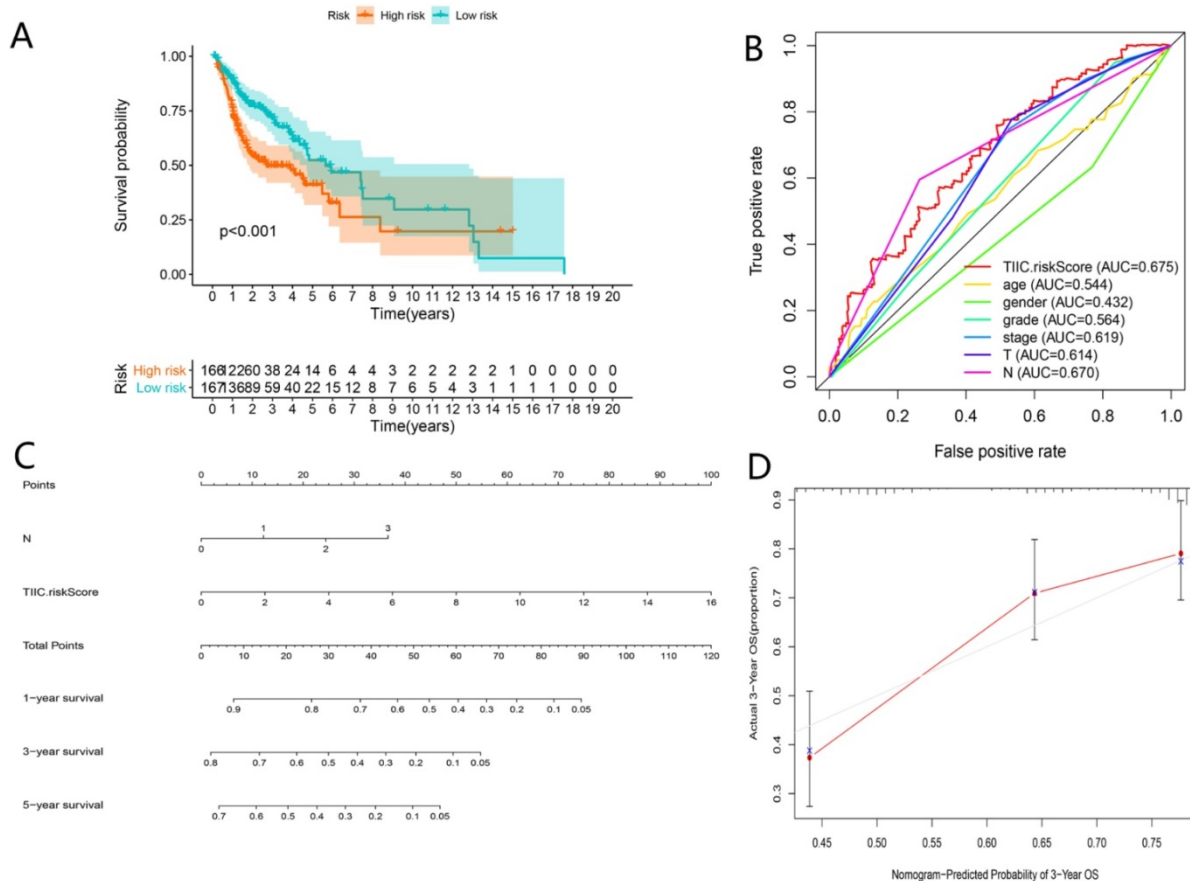 A
Risk High risk Low risk
Survival probability
1.00
0.75
0.50
0.25
0.00
p<0.001
0 1 2 3 4 5 6 7 8 9 10 11 12 13 14 15 16 17 18 19 20
Time(years)
Risk
High risk 166 122 60 38 24 14 6 4 4 3 2 2 2 2 2 1 0 0 0 0 0
Low risk 167 136 89 59 40 22 15 12 8 7 6 5 4 3 1 1 1 1 0 0 0
0 1 2 3 4 5 6 7 8 9 10 11 12 13 14 15 16 17 18 19 20
Time(years)
B
True positive rate
1.0
0.8
0.6
0.4
0.2
0.0
TIIC.riskScore (AUC=0.675)
age (AUC=0.544)
gender (AUC=0.432)
grade (AUC=0.564)
stage (AUC=0.619)
T (AUC=0.614)
N (AUC=0.670)
0.0 0.2 0.4 0.6 0.8 1.0
False positive rate
C
Points
0 10 20 30 40 50 60 70 80 90 100
N
1 3
0 2
TIIC.riskScore
0 2 4 6 8 10 12 14 16
Total Points
0 10 20 30 40 50 60 70 80 90 100 110 120
1-year survival
0.9 0.8 0.7 0.6 0.5 0.4 0.3 0.2 0.1 0.05
3-year survival
0.8 0.7 0.6 0.5 0.4 0.3 0.2 0.1 0.05
5-year survival
0.7 0.6 0.5 0.4 0.3 0.2 0.1 0.05
D
Actual 3-Year OS(proportion)
0.9
0.8
0.7
0.6
0.5
0.4
0.3
0.45 0.50 0.55 0.60 0.65 0.70 0.75
Nomogram-Predicted Probability of 3-Year OS